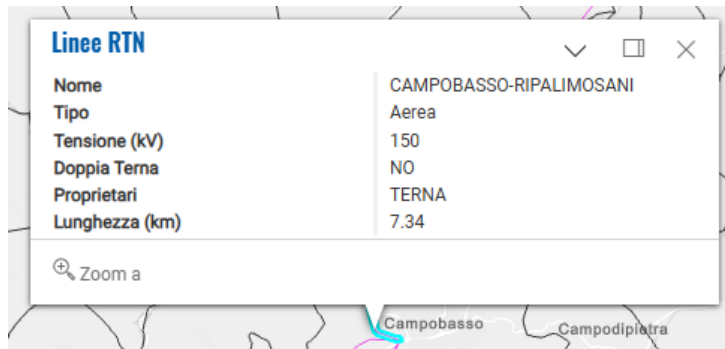 Linee RTN
Nome CAMPOBASSO-RIPALIMOSANI
Tipo Aerea
Tensione (kV) 150
Doppia Terna NO
Proprietari TERNA
Lunghezza (km) 7.34
Zoom a
Campobasso
Campodipietra